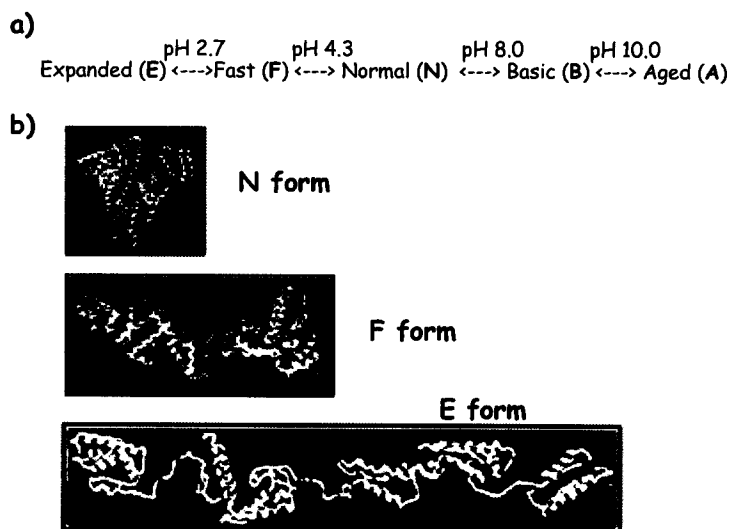 a)
pH 2.7 pH 4.3 pH 8.0 pH 10.0
Expanded (E) <--->Fast (F) <---> Normal (N) <---> Basic (B) <---> Aged (A)
b)
N form
F form
E form